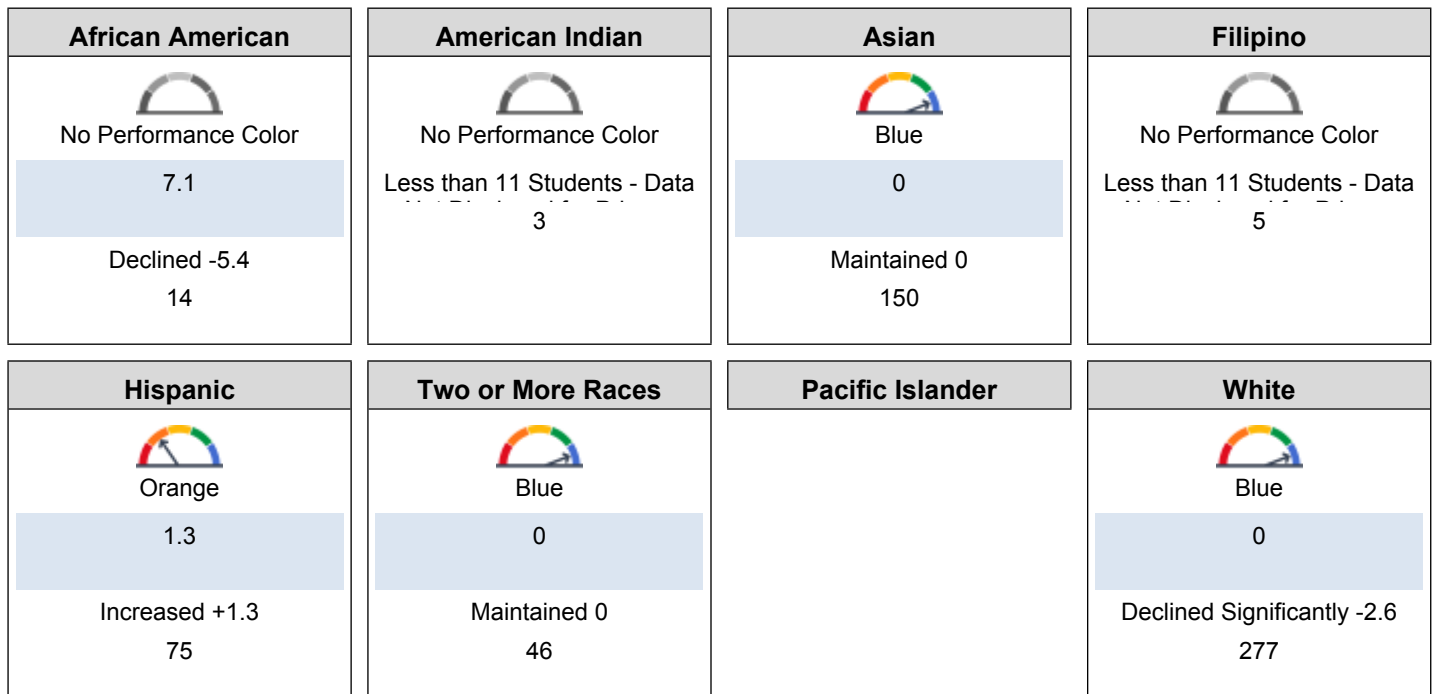 African American
No Performance Color
7.1
Declined -5.4
14
American Indian
No Performance Color
Less than 11 Students - Data
3
Asian
Blue
0
Maintained 0
150
Filipino
No Performance Color
Less than 11 Students - Data
5
Hispanic
Orange
1.3
Increased +1.3
75
Two or More Races
Blue
0
Maintained 0
46
Pacific Islander
White
Blue
0
Declined Significantly -2.6
277